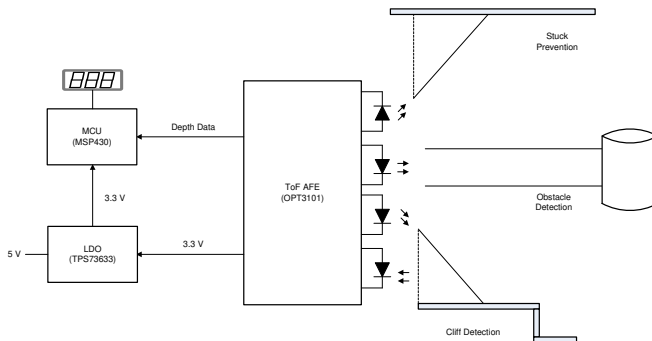 Stuck
Prevention
MCU
(MSP430)
Depth Data
ToF AFE
(OPT3101)
Obstacle
Detection
3.3 V
5 V
LDO
(TPS73633)
3.3 V
Cliff Detection